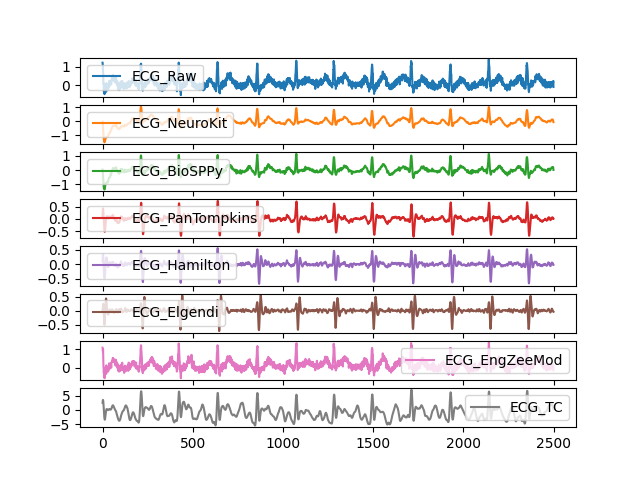 1
0
ECG_Raw
1
0
−1
ECG_NeuroKit
1
0
−1
ECG_BioSPPy
0.5
0.0
−0.5
ECG_PanTompkins
0.5
0.0
−0.5
ECG_Hamilton
0.5
0.0
−0.5
ECG_Elgendi
1
0
ECG_EngZeeMod
5
0
−5
ECG_TC
0 500 1000 1500 2000 2500